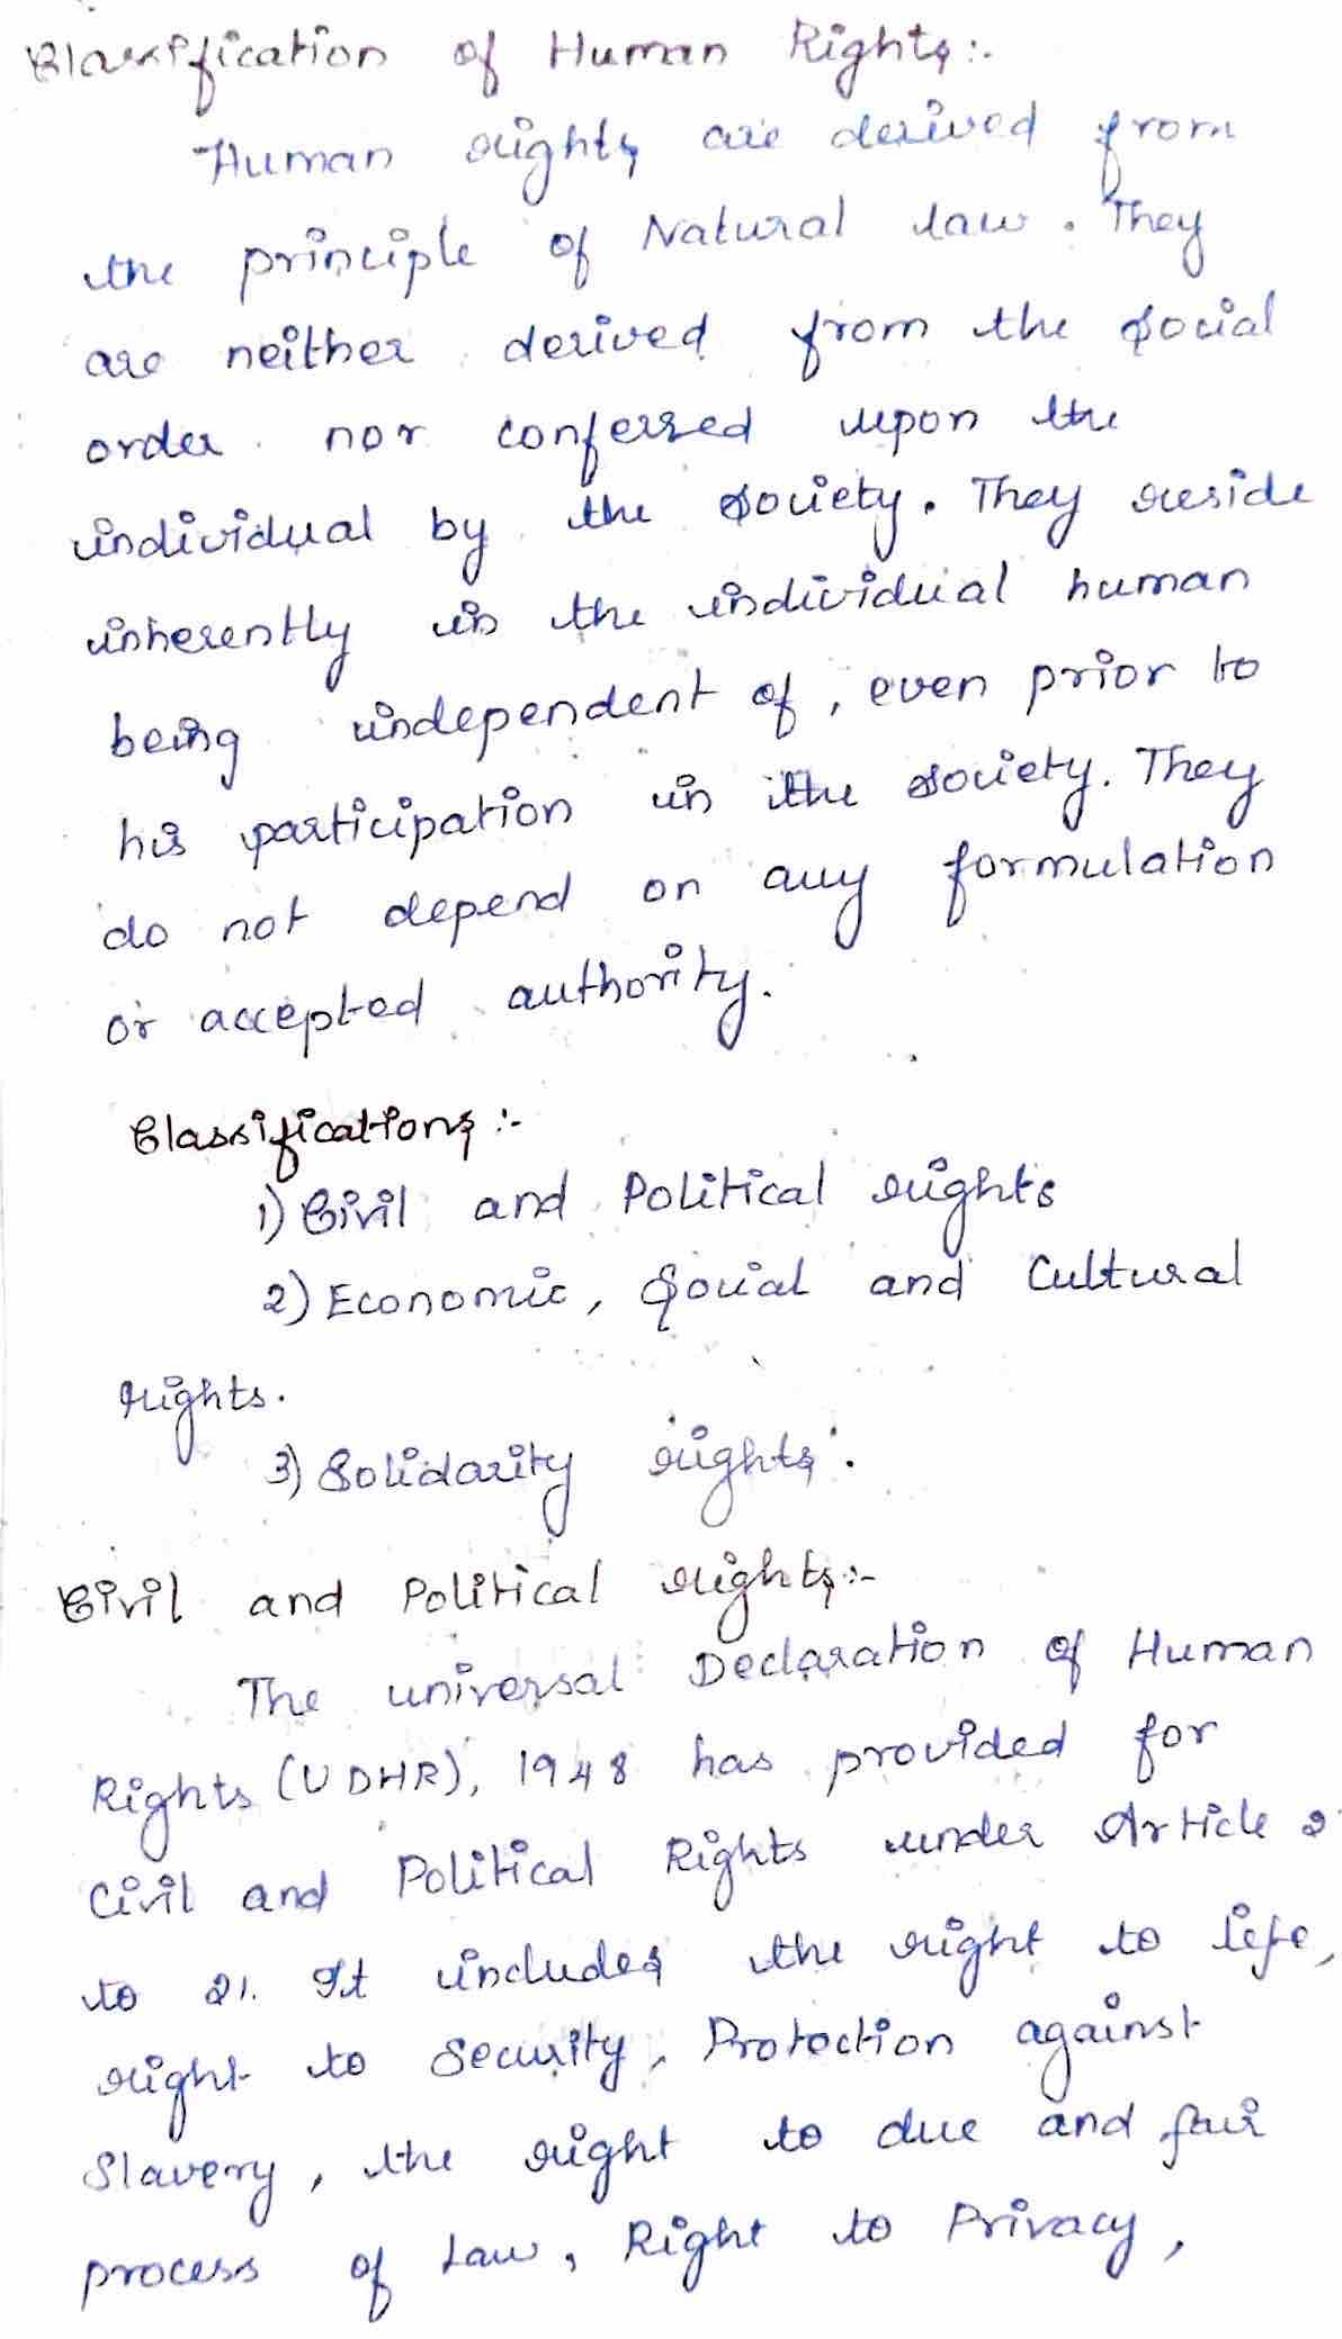 Classification of Human Rights:-
Human rights are derived from
the principle of Natural law. They
are neither derived from the social
order nor conferred upon the
individual by the society. They reside
inherently in the individual human
being independent of, even prior to
his participation in the society. They
do not depend on any formulation
or accepted authority.
Classifications:-
1) Civil and Political rights
2) Economic, Social and Cultural
rights.
3) Solidarity rights.
Civil and Political rights:-
The universal Declaration of Human
Rights (UDHR), 1948 has provided for
Civil and Political Rights under Article 2
to 21. It includes the right to life,
right to Security, Protection against
Slavery, the right to due and fair
process of Law, Right to Privacy,